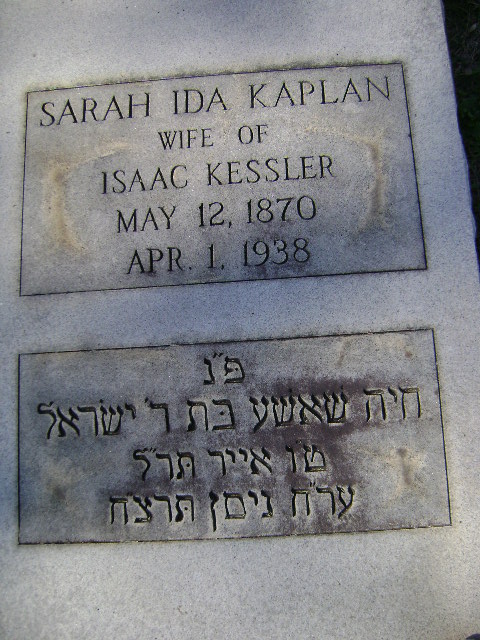 SARAH IDA KAPLAN
WIFE OF
ISAAC KESSLER
MAY 12, 1870
APR. 1, 1938
פ״נ
חיה שאשע בת ר׳ ישראל
ט״ו אייר תר״ל
ער״ח ניסן תרצח